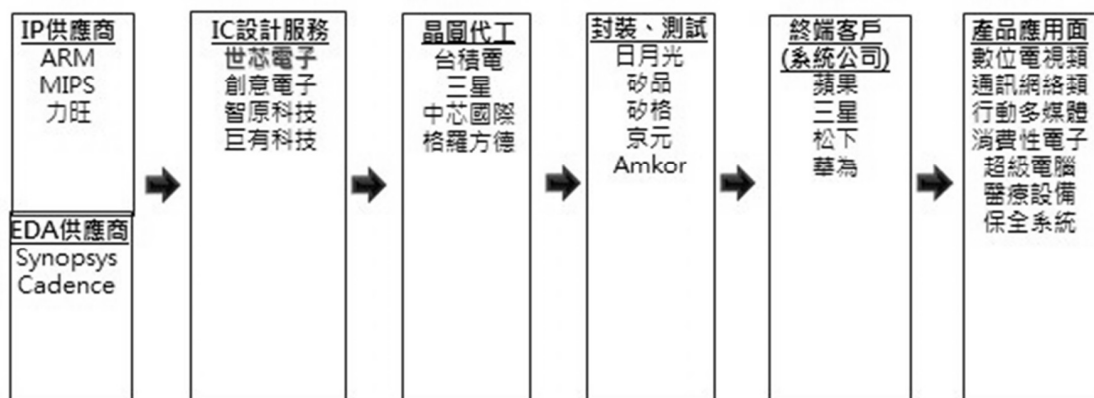 IP供應商
ARM
MIPS
力旺
EDA供應商
Synopsys
Cadence
IC設計服務
世芯電子
創意電子
智原科技
巨有科技
晶圓代工
台積電
三星
中芯國際
格羅方德
封裝、測試
日月光
矽品
矽格
京元
Amkor
終端客戶
(系統公司)
蘋果
三星
松下
華為
產品應用面
數位電視類
通訊網絡類
行動多媒體
消費性電子
超級電腦
醫療設備
保全系統